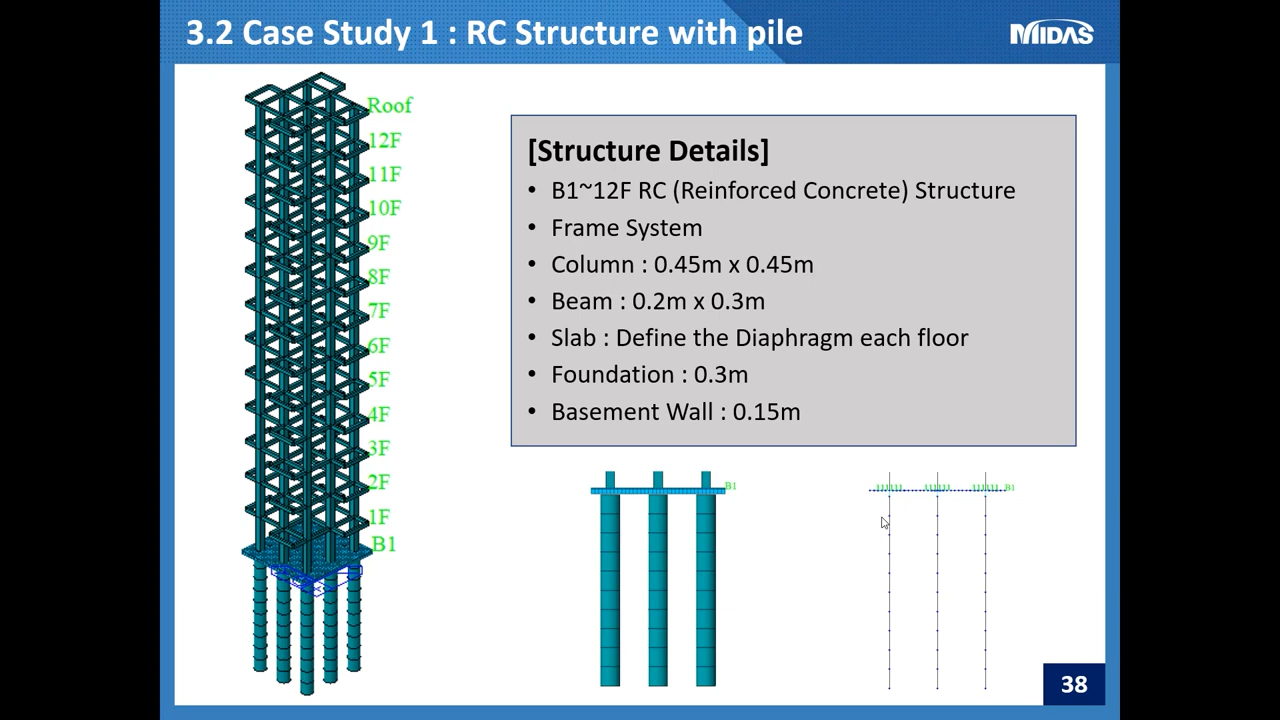 3.2 Case Study 1 : RC Structure with pile
MIDAS
Roof
12F
11F
10F
9F
8F
7F
6F
5F
4F
3F
2F
1F
B1
[Structure Details]
• B1~12F RC (Reinforced Concrete) Structure
• Frame System
• Column : 0.45m x 0.45m
• Beam : 0.2m x 0.3m
• Slab : Define the Diaphragm each floor
• Foundation : 0.3m
• Basement Wall : 0.15m
B1
B1
38